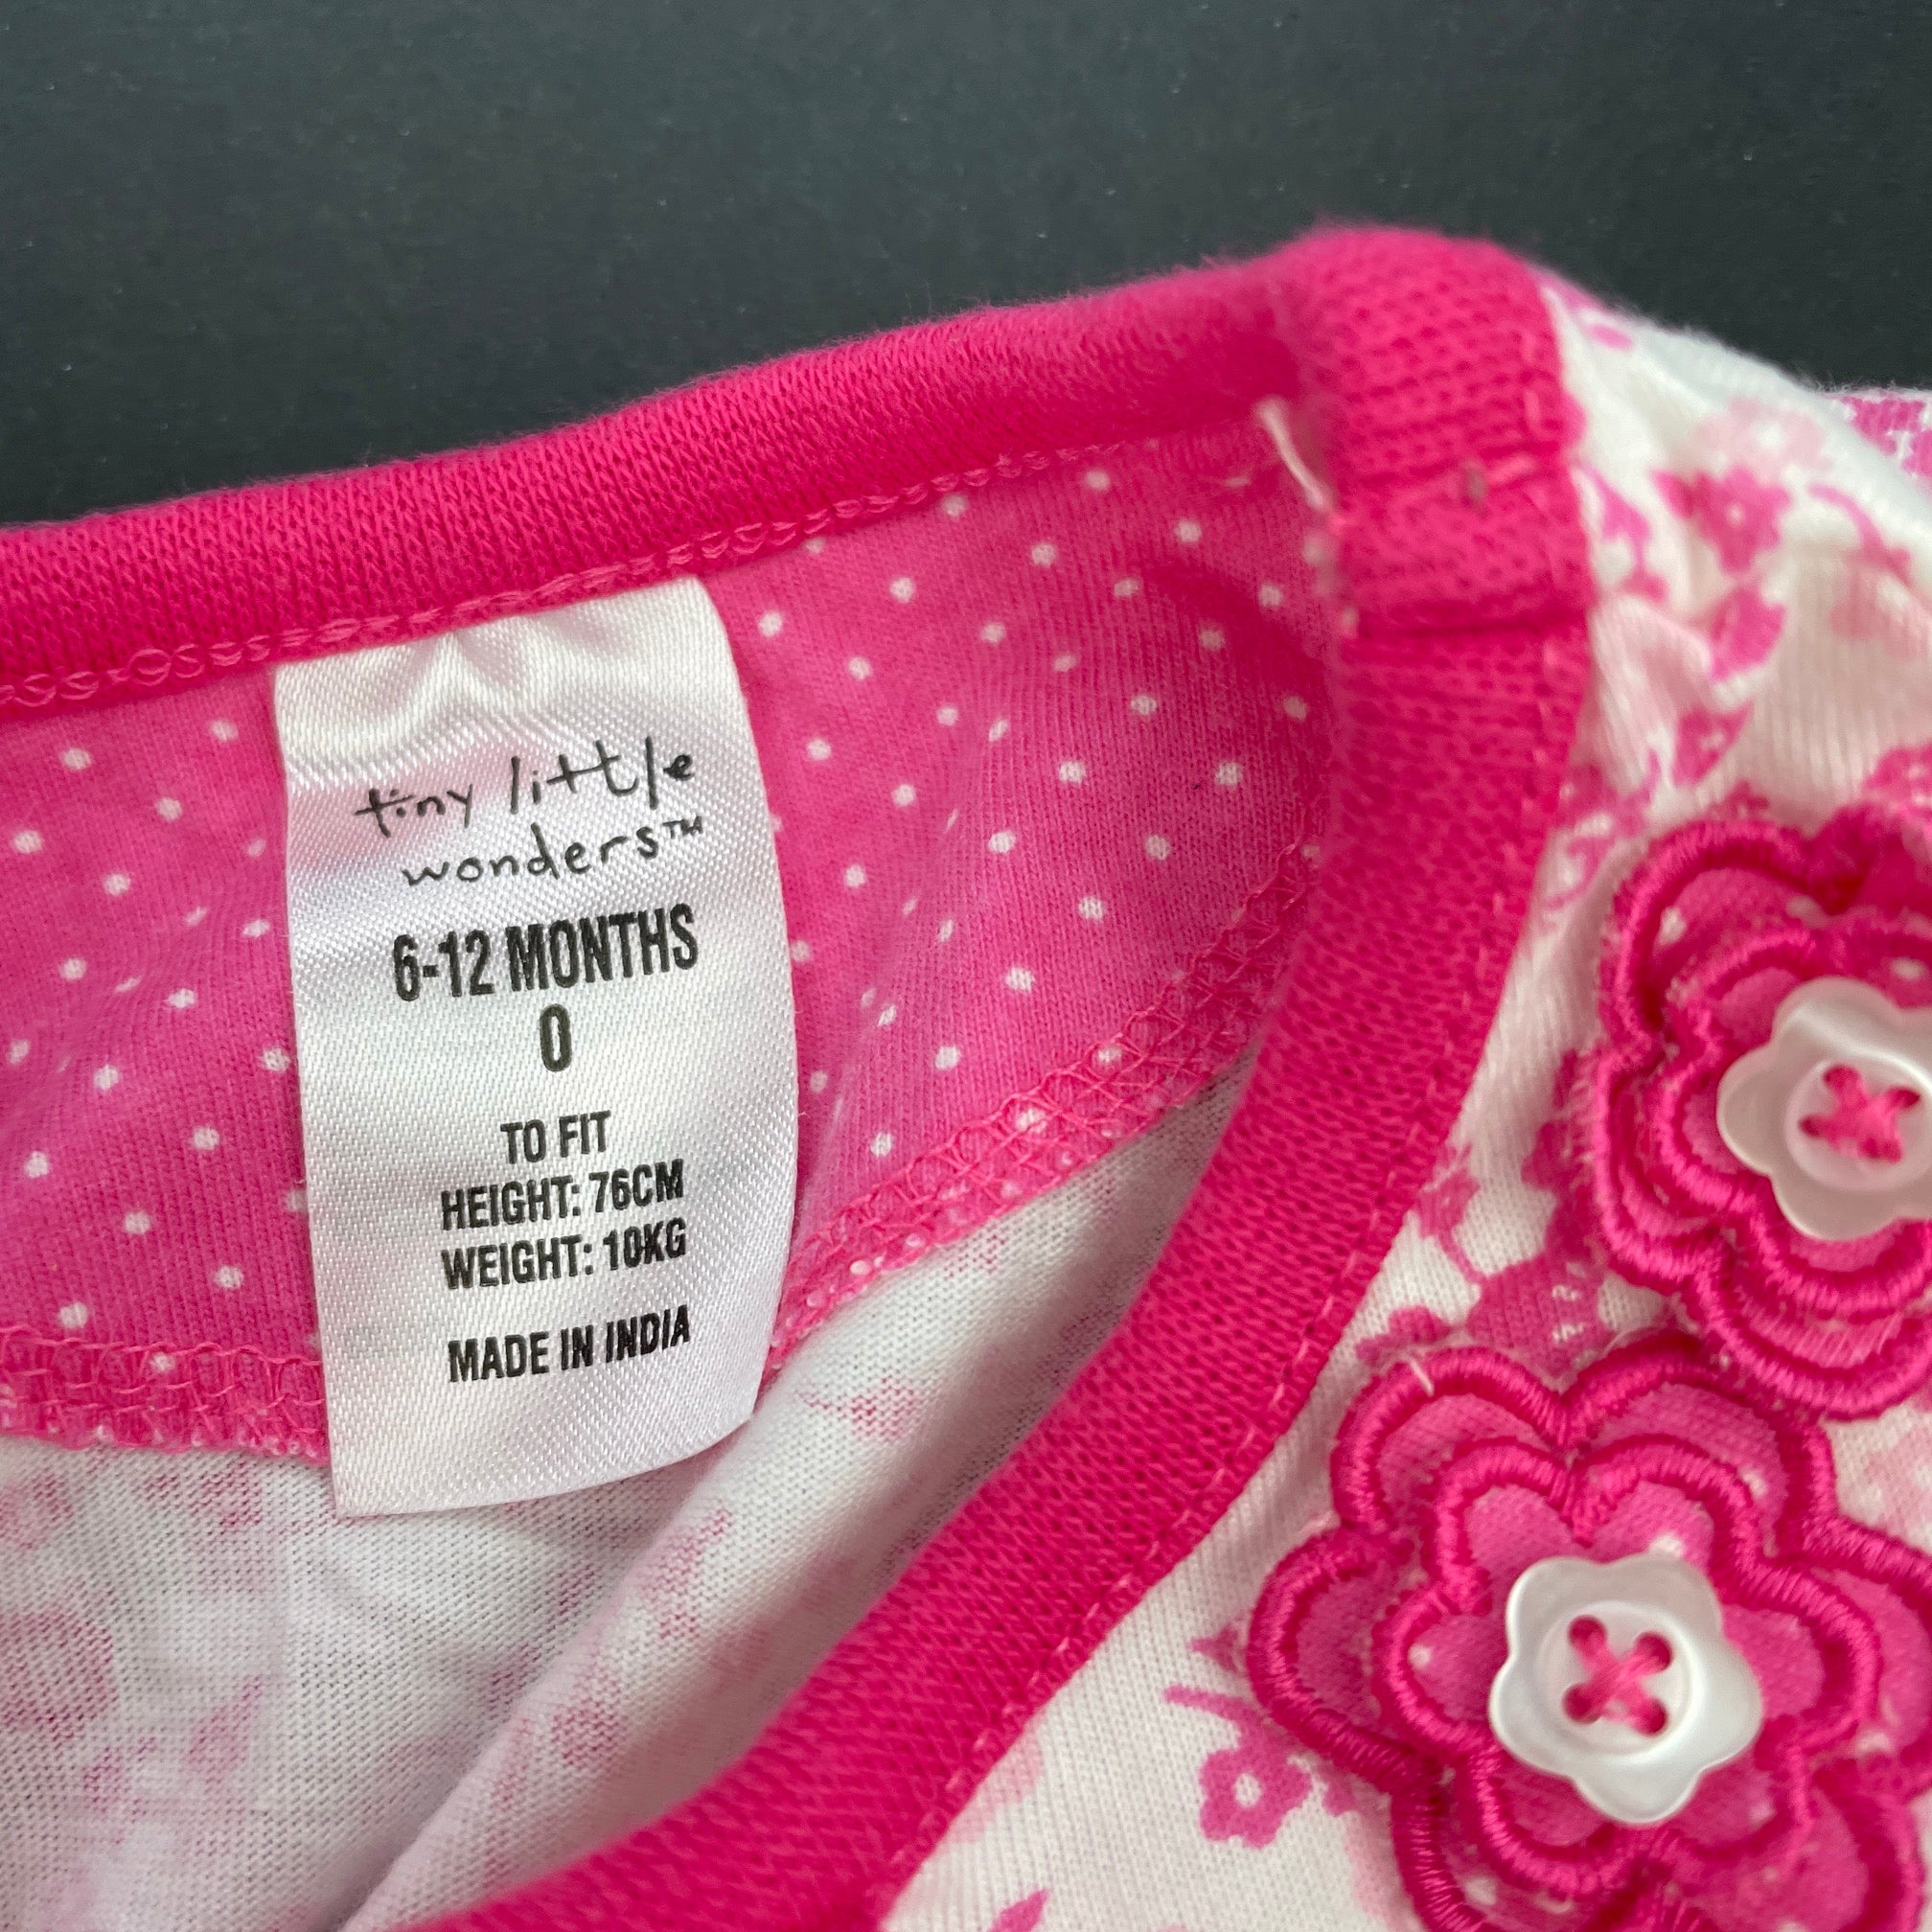 tiny little
wonders™
6-12 MONTHS
0
TO FIT
HEIGHT: 76CM
WEIGHT: 10KG
MADE IN INDIA